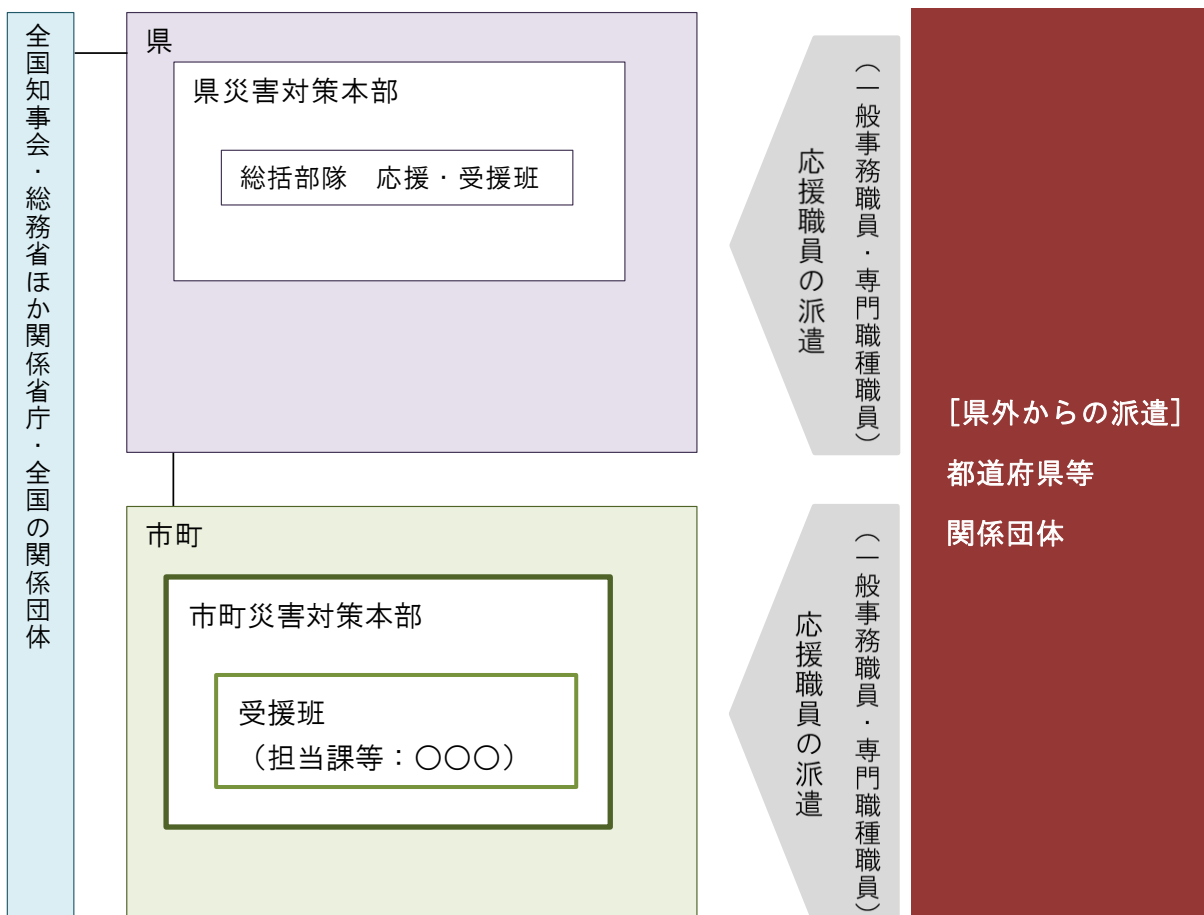 全国知事会・総務省ほか関係省庁・全国の関係団体
県
県災害対策本部
総括部隊　応援・受援班
（一般事務職員・専門職種職員）
応援職員の派遣
市町
市町災害対策本部
受援班
（担当課等：〇〇〇）
（一般事務職員・専門職種職員）
応援職員の派遣
[県外からの派遣]
都道府県等
関係団体